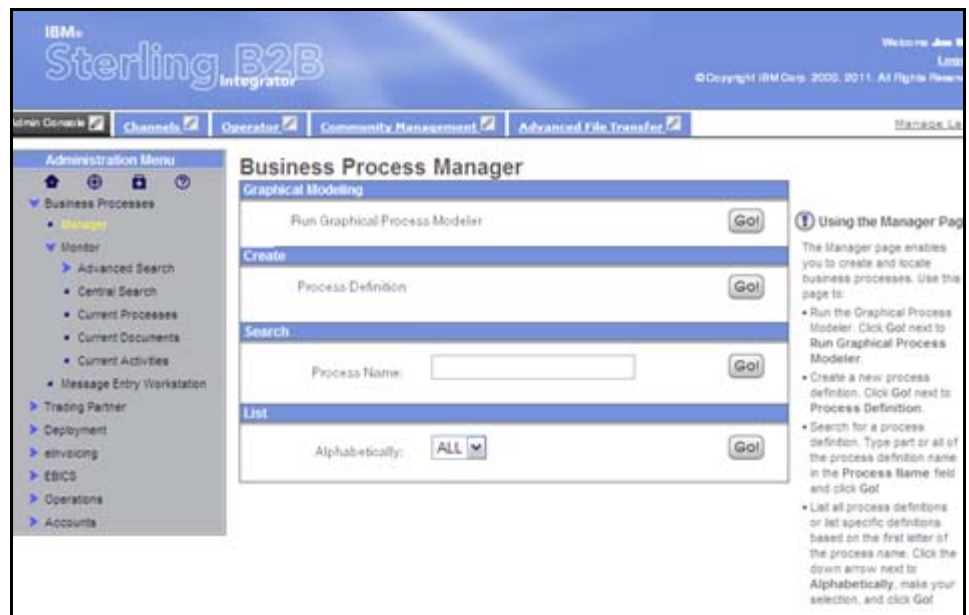 IBM®
Sterling B2B
Integrator
Welcome
© Copyright IBM Corp. 2000, 2011. All Rights
Admin Console
Channels
Operator
Community Management
Advanced File Transfer
Manage
Administration Menu
Business Processes
Manager
Monitor
Advanced Search
Central Search
Current Processes
Current Documents
Current Activities
Message Entry Workstation
Trading Partner
Deployment
eInvoicing
EBICS
Operations
Accounts
Business Process Manager
Graphical Modeling
Run Graphical Process Modeler
Go!
Create
Process Definition
Go!
Search
Process Name:
Go!
List
Alphabetically:
ALL
Go!
Using the Manager Pag
The Manager page enables
you to create and locate
business processes. Use this
page to:
• Run the Graphical Process
Modeler. Click Go! next to
Run Graphical Process
Modeler.
• Create a new process
definition. Click Go! next to
Process Definition.
• Search for a process
definition. Type part or all of
the process definition name
in the Process Name field
and click Go!
• List all process definitions
or list specific definitions
based on the first letter of
the process name. Click the
down arrow next to
Alphabetically, make your
selection, and click Go!